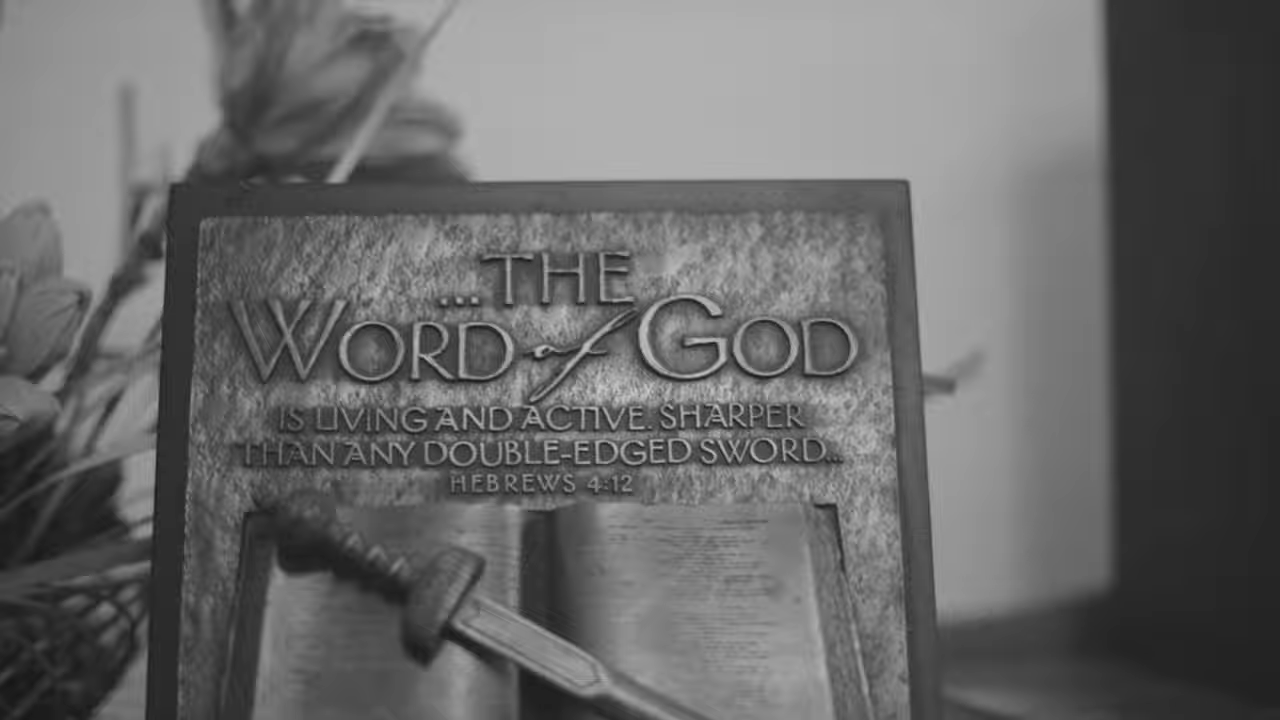 ...THE
WORD of GOD
IS LIVING AND ACTIVE. SHARPER
THAN ANY DOUBLE-EDGED SWORD...
HEBREWS 4:12